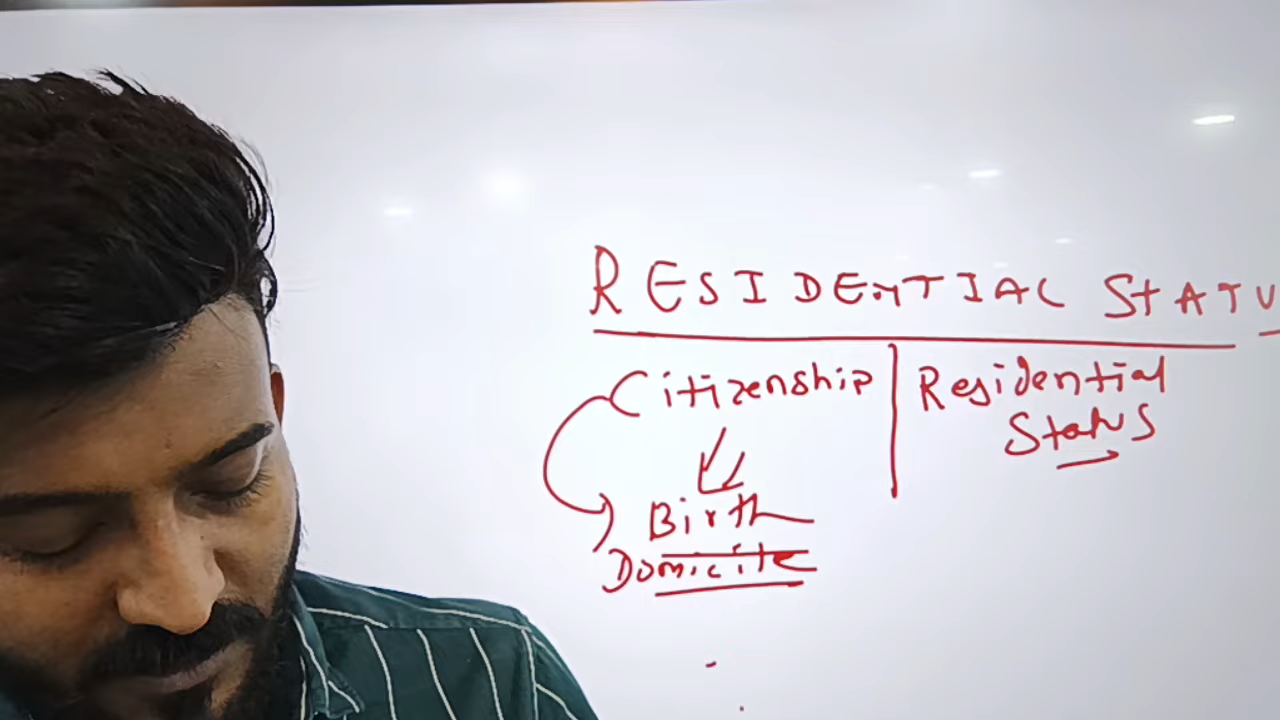 RESIDENTIAL STATU
Citizenship
Residential
Status
Birth
Domicile